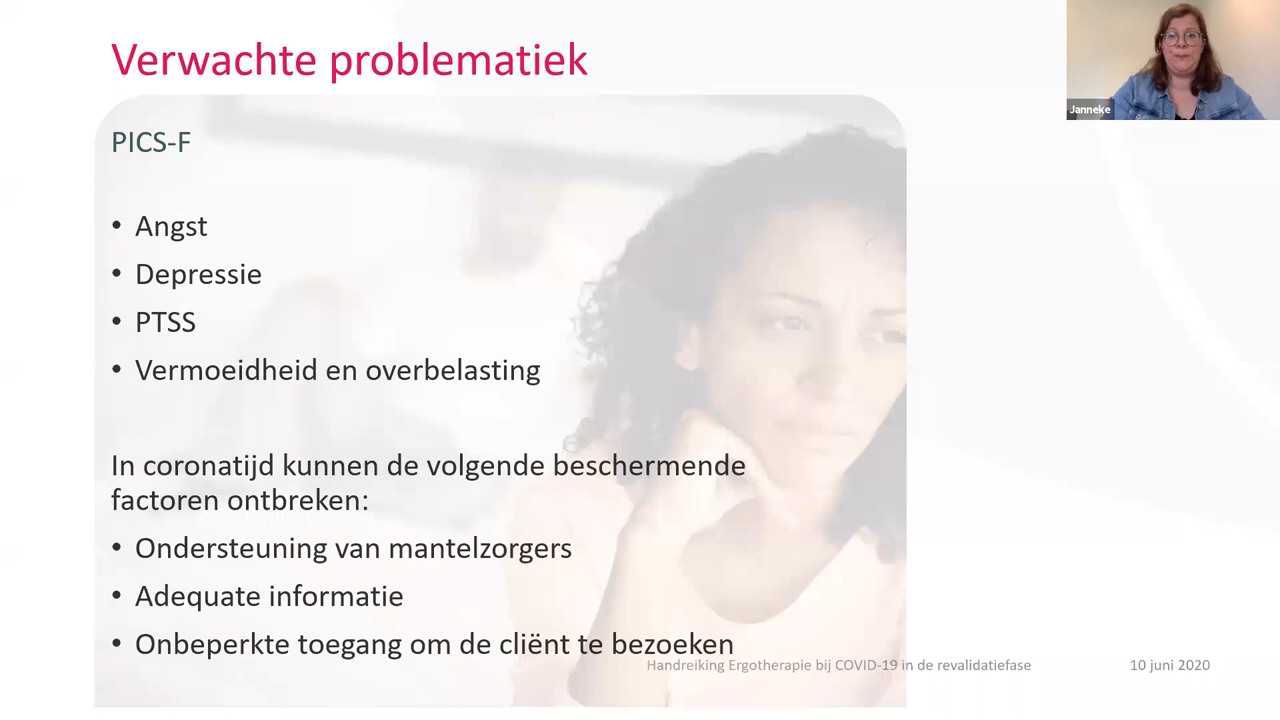 Verwachte problematiek
Janneke
PICS-F
• Angst
• Depressie
• PTSS
• Vermoeidheid en overbelasting
In coronatijd kunnen de volgende beschermende
factoren ontbreken:
• Ondersteuning van mantelzorgers
• Adequate informatie
• Onbeperkte toegang om de cliënt te bezoeken
Handreiking Ergotherapie bij COVID-19 in de revalidatiefase
10 juni 2020